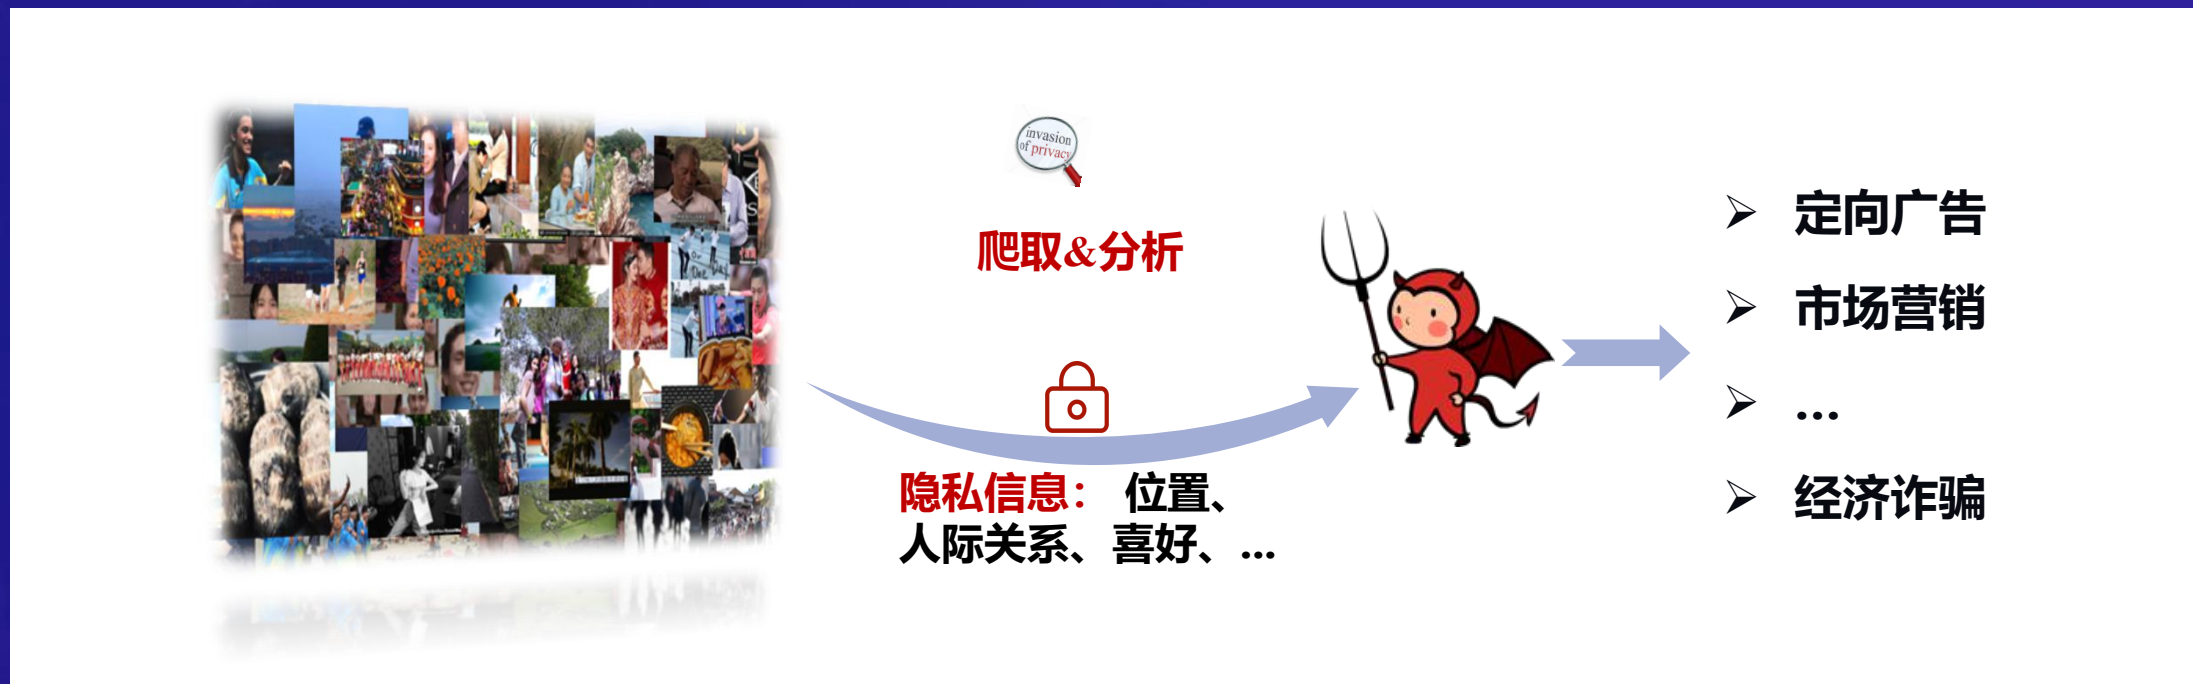 invasion
of privacy
爬取&分析
隐私信息： 位置、
人际关系、喜好、...
➢ 定向广告
➢ 市场营销
➢ ...
➢ 经济诈骗